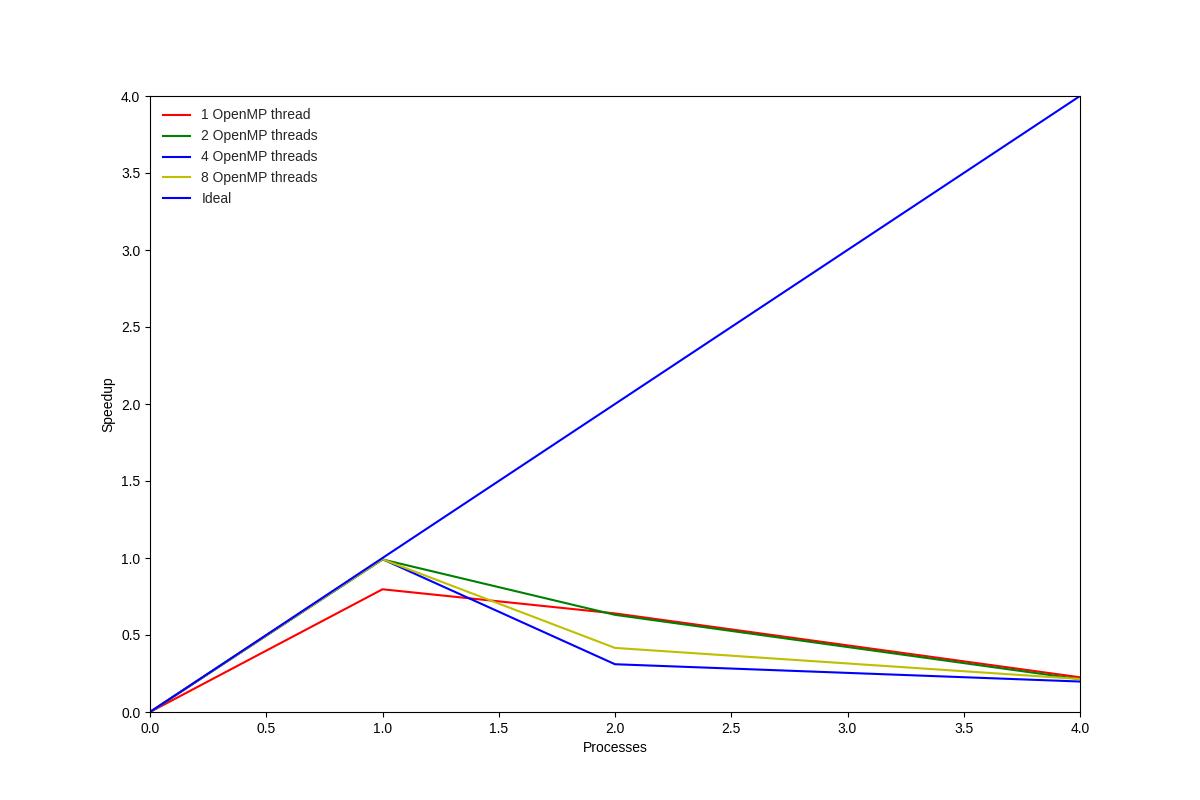 4.0
3.5
3.0
2.5
2.0
1.5
1.0
0.5
0.0
Speedup
1 OpenMP thread
2 OpenMP threads
4 OpenMP threads
8 OpenMP threads
Ideal
0.0 0.5 1.0 1.5 2.0 2.5 3.0 3.5 4.0
Processes